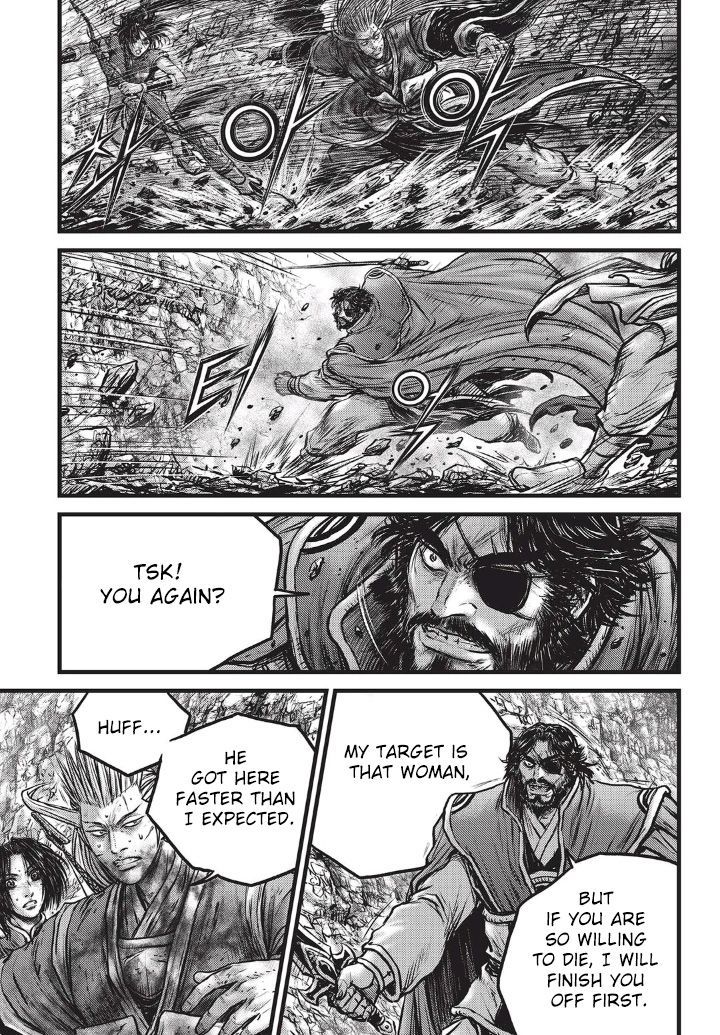 TSK!
YOU AGAIN?
MY TARGET IS
THAT WOMAN,
BUT
IF YOU ARE
SO WILLING
TO DIE, I WILL
FINISH YOU
OFF FIRST.
HUFF...
HE
GOT HERE
FASTER THAN
I EXPECTED.